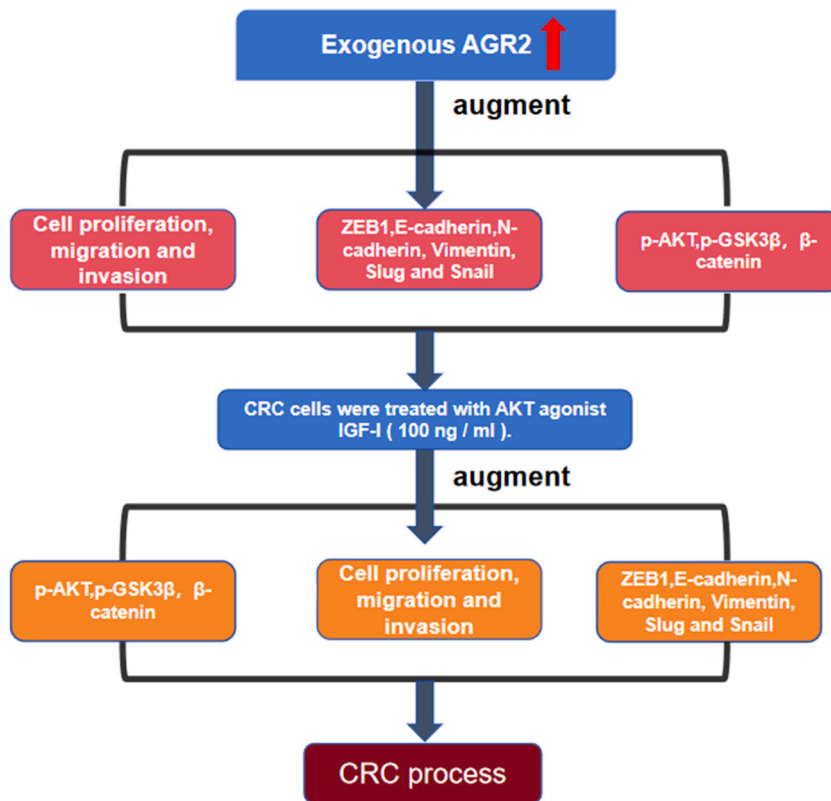 Exogenous AGR2
augment
Cell proliferation,
migration and
invasion
ZEB1,E-cadherin,N-
cadherin, Vimentin,
Slug and Snail
p-AKT,p-GSK3β, β-
catenin
CRC cells were treated with AKT agonist
IGF-I ( 100 ng / ml ).
augment
p-AKT,p-GSK3β, β-
catenin
Cell proliferation,
migration and
invasion
ZEB1,E-cadherin,N-
cadherin, Vimentin,
Slug and Snail
CRC process